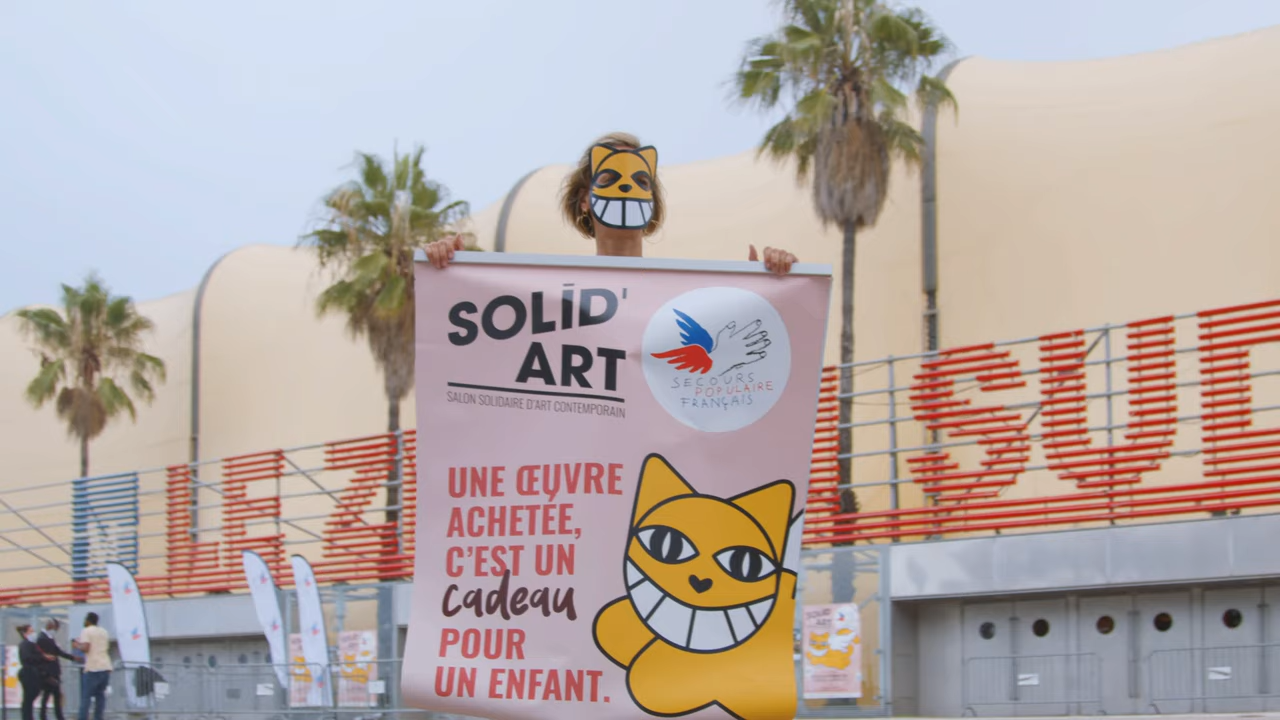 SOLID'
ART
SALON SOLIDAIRE D'ART CONTEMPORAIN
SECOURS
POPULAIRE
FRANÇAIS
UNE ŒUVRE
ACHETÉE,
C'EST UN
cadeau
POUR
UN ENFANT.
SUD